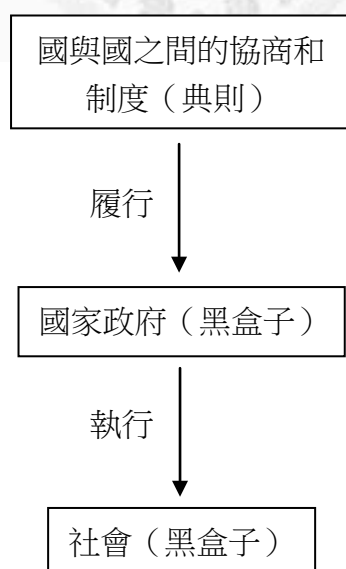 國與國之間的協商和
制度（典則）
履行
國家政府（黑盒子）
執行
社會（黑盒子）